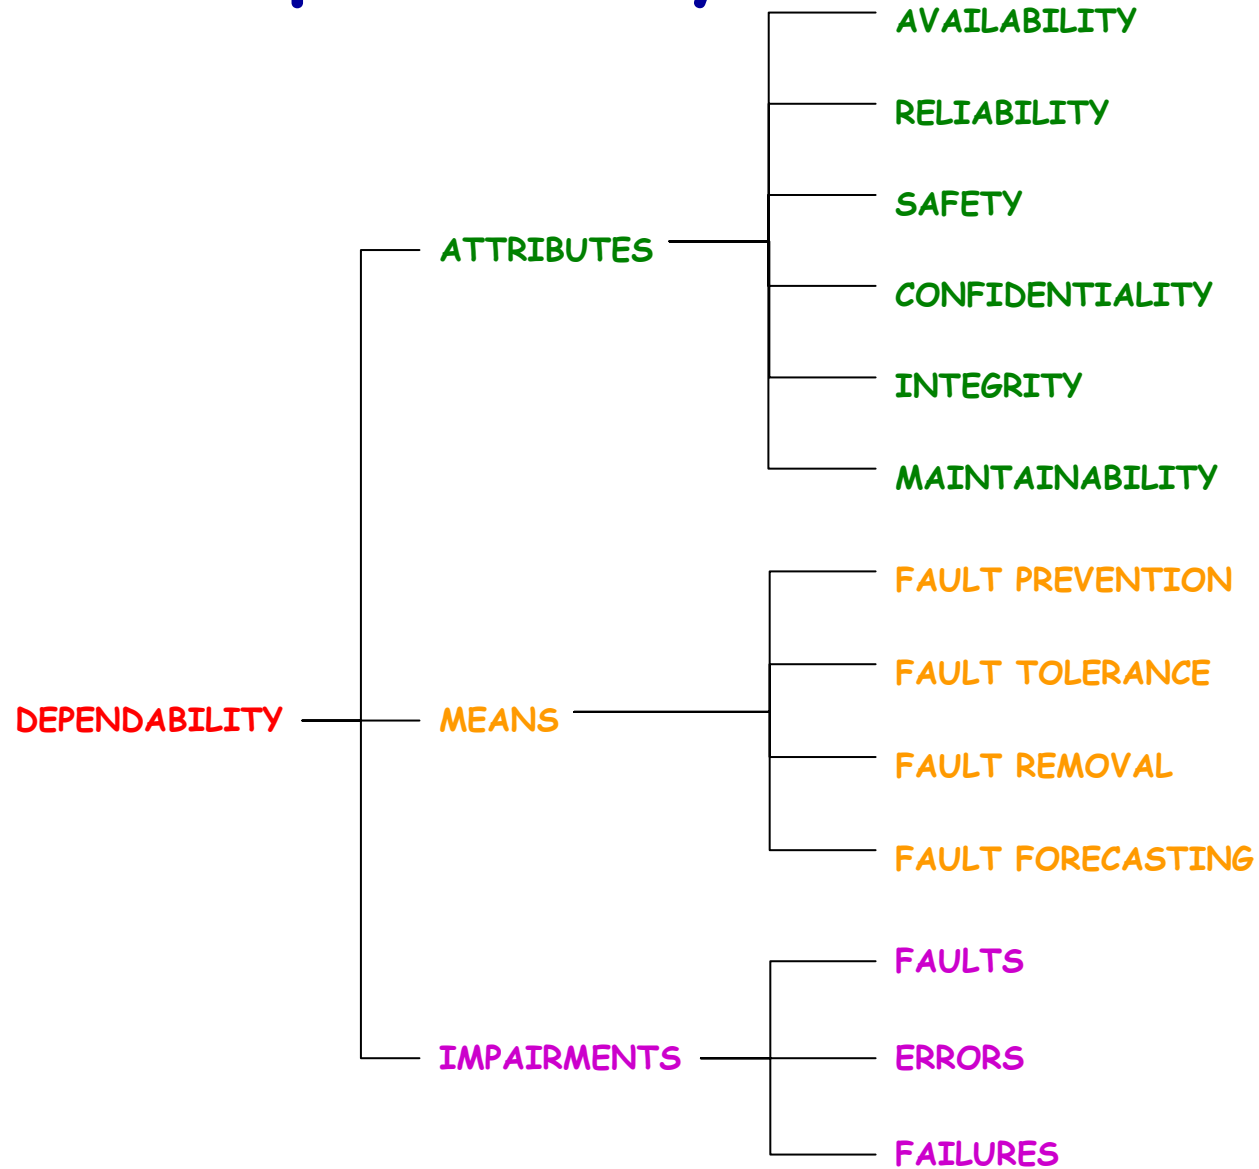 AVAILABILITY
RELIABILITY
SAFETY
ATTRIBUTES
CONFIDENTIALITY
INTEGRITY
MAINTAINABILITY
FAULT PREVENTION
FAULT TOLERANCE
DEPENDABILITY
MEANS
FAULT REMOVAL
FAULT FORECASTING
FAULTS
IMPAIRMENTS
ERRORS
FAILURES